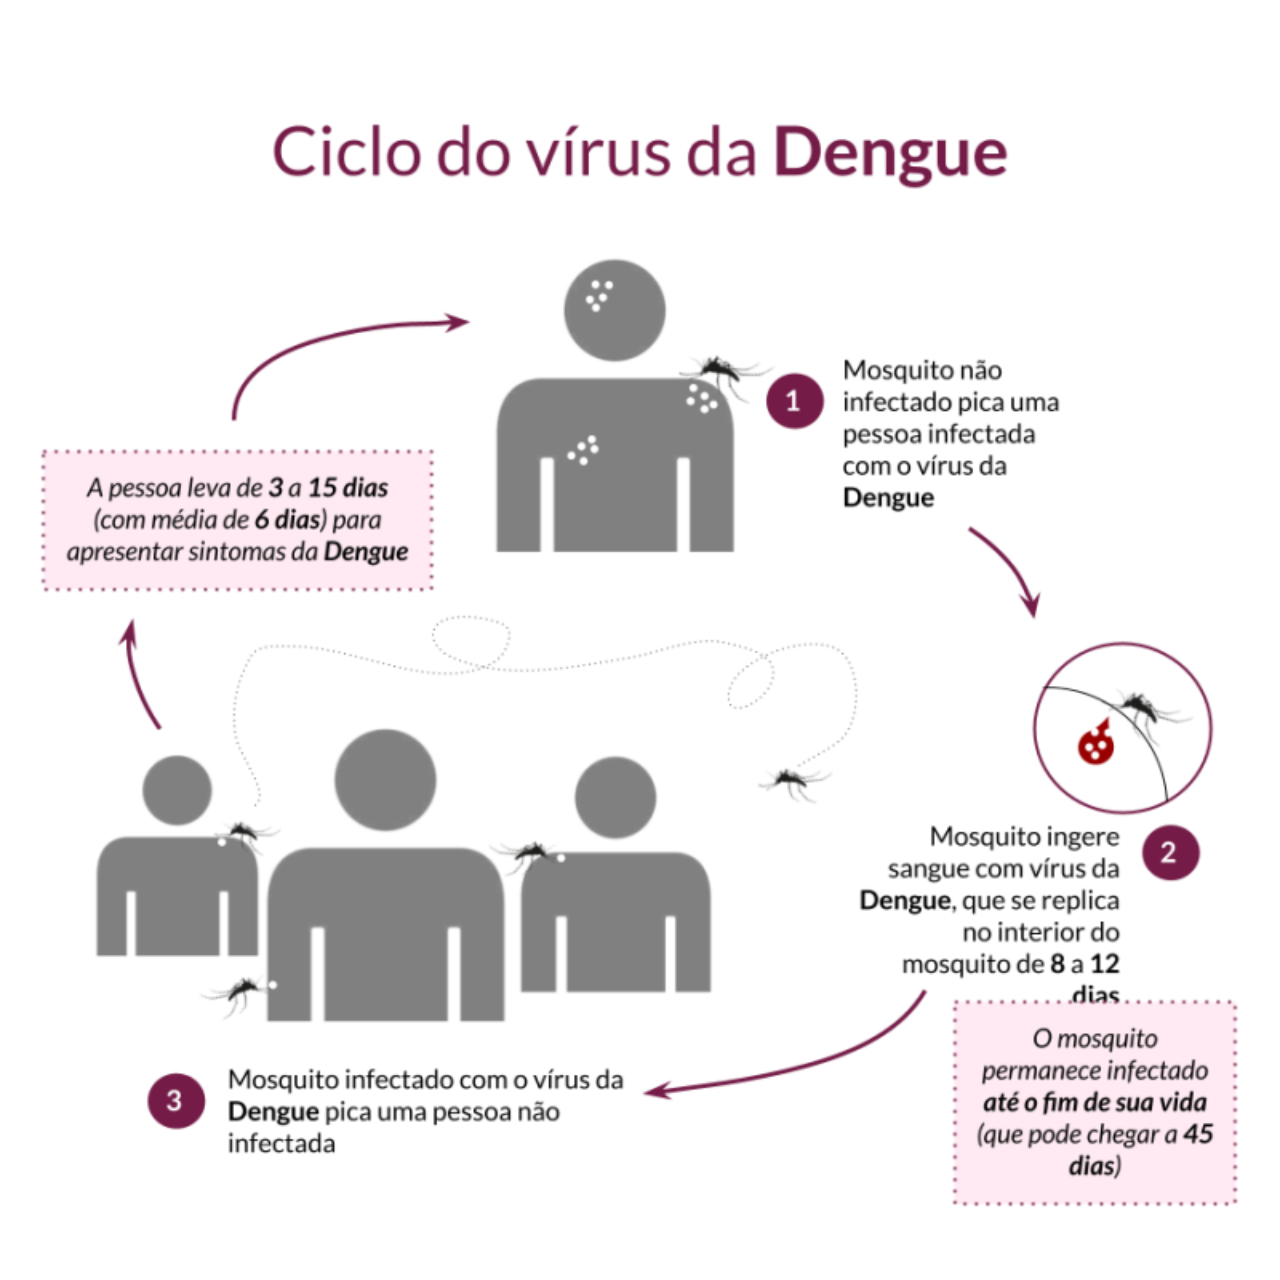 Ciclo do vírus da Dengue
1
Mosquito não
infectado pica uma
pessoa infectada
com o vírus da
Dengue
A pessoa leva de 3 a 15 dias
(com média de 6 dias) para
apresentar sintomas da Dengue
2
Mosquito ingere
sangue com vírus da
Dengue, que se replica
no interior do
mosquito de 8 a 12
dias
O mosquito
permanece infectado
até o fim de sua vida
(que pode chegar a 45
dias)
3
Mosquito infectado com o vírus da
Dengue pica uma pessoa não
infectada